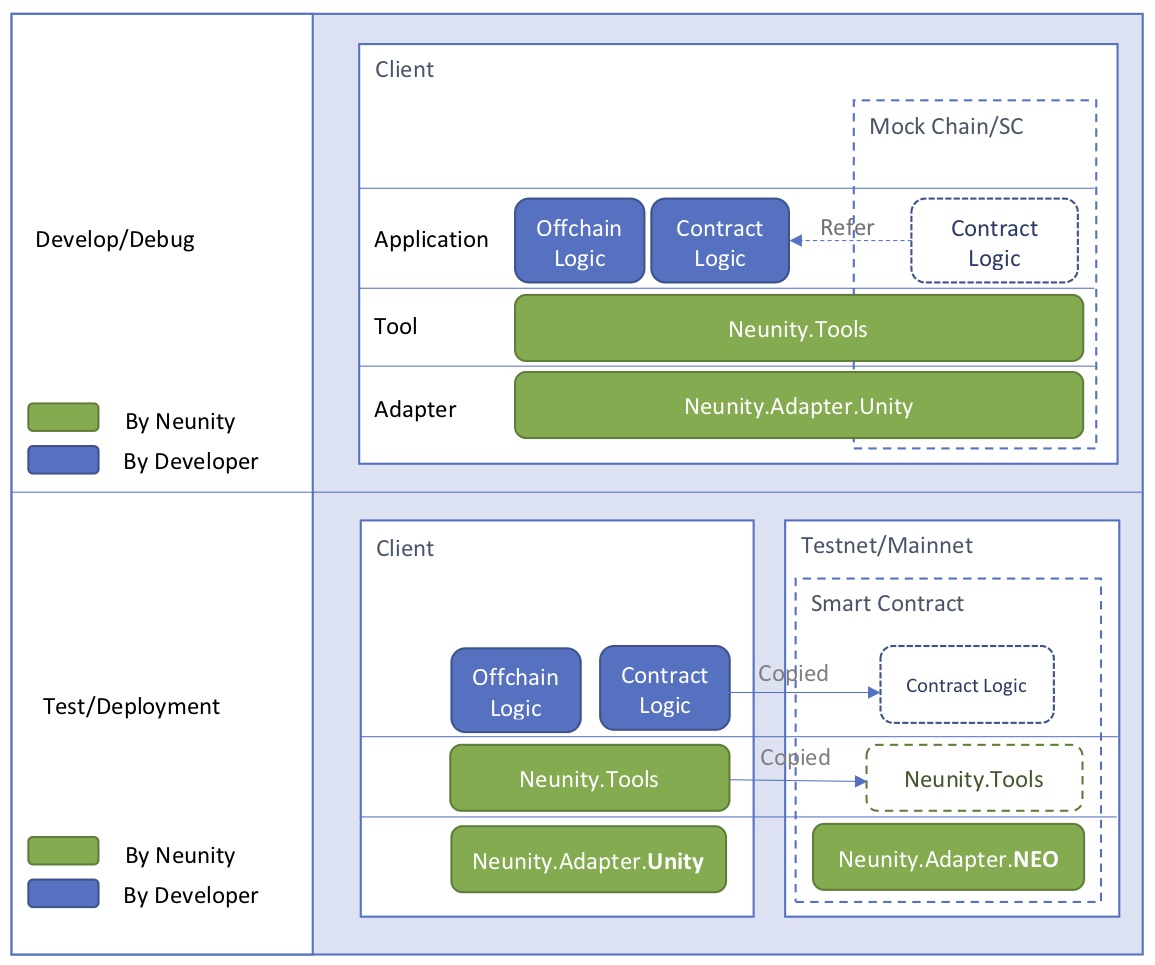 Client
Mock Chain/SC
Develop/Debug
Application
Offchain
Logic
Contract
Logic
Refer
Contract
Logic
Tool
Neunity.Tools
Adapter
Neunity.Adapter.Unity
By Neunity
By Developer
Client
Testnet/Mainnet
Smart Contract
Test/Deployment
Offchain
Logic
Contract
Logic
Copied
Contract Logic
Neunity.Tools
Copied
Neunity.Tools
Neunity.Adapter.Unity
Neunity.Adapter.NEO
By Neunity
By Developer